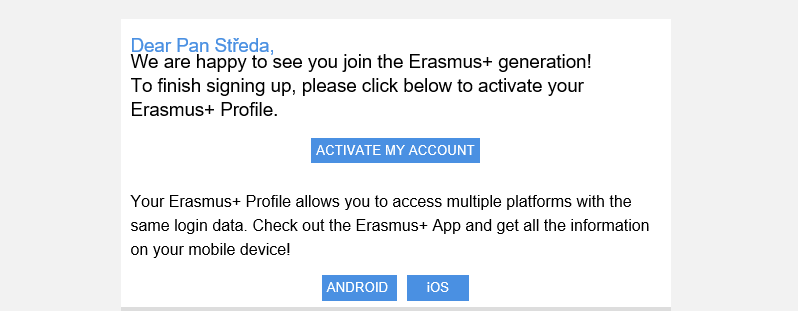 Dear Pan Středa,
We are happy to see you join the Erasmus+ generation!
To finish signing up, please click below to activate your
Erasmus+ Profile.
ACTIVATE MY ACCOUNT
Your Erasmus+ Profile allows you to access multiple platforms with the
same login data. Check out the Erasmus+ App and get all the information
on your mobile device!
ANDROID iOS